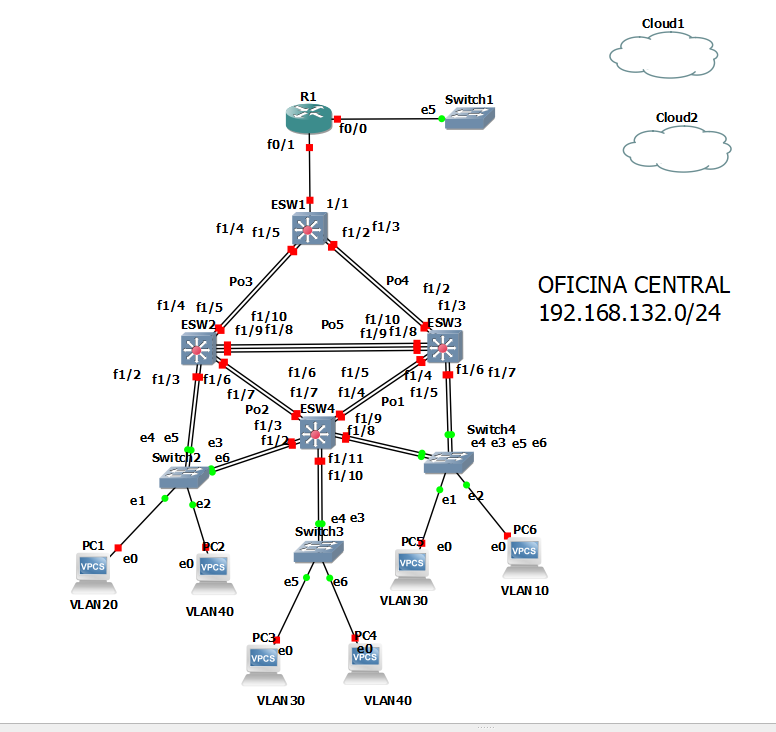 Cloud1
R1
Switch1
e5
f0/0
Cloud2
f0/1
ESW1
1/1
f1/4
f1/5
f1/2
f1/3
Po3
Po4
OFICINA CENTRAL
192.168.132.0/24
f1/2
f1/3
f1/4
f1/5
f1/10
f1/9
f1/8
Po5
f1/10
f1/9
f1/8
ESW2
ESW3
f1/2
f1/3
f1/6
f1/7
f1/6
f1/7
f1/5
f1/4
f1/4
f1/5
f1/6
f1/7
Po2
Po1
ESW4
f1/3
f1/2
f1/9
f1/8
f1/11
f1/10
e4
e5
e3
e6
Switch2
Switch4
e4 e3 e5 e6
e1
e2
e1
e2
e4 e3
Switch3
PC1
e0
VPCS
VLAN20
PC2
e0
VPCS
VLAN40
PC5
e0
VPCS
VLAN30
PC6
e0
VPCS
VLAN10
e5
e6
PC3
e0
VPCS
VLAN30
PC4
e0
VPCS
VLAN40